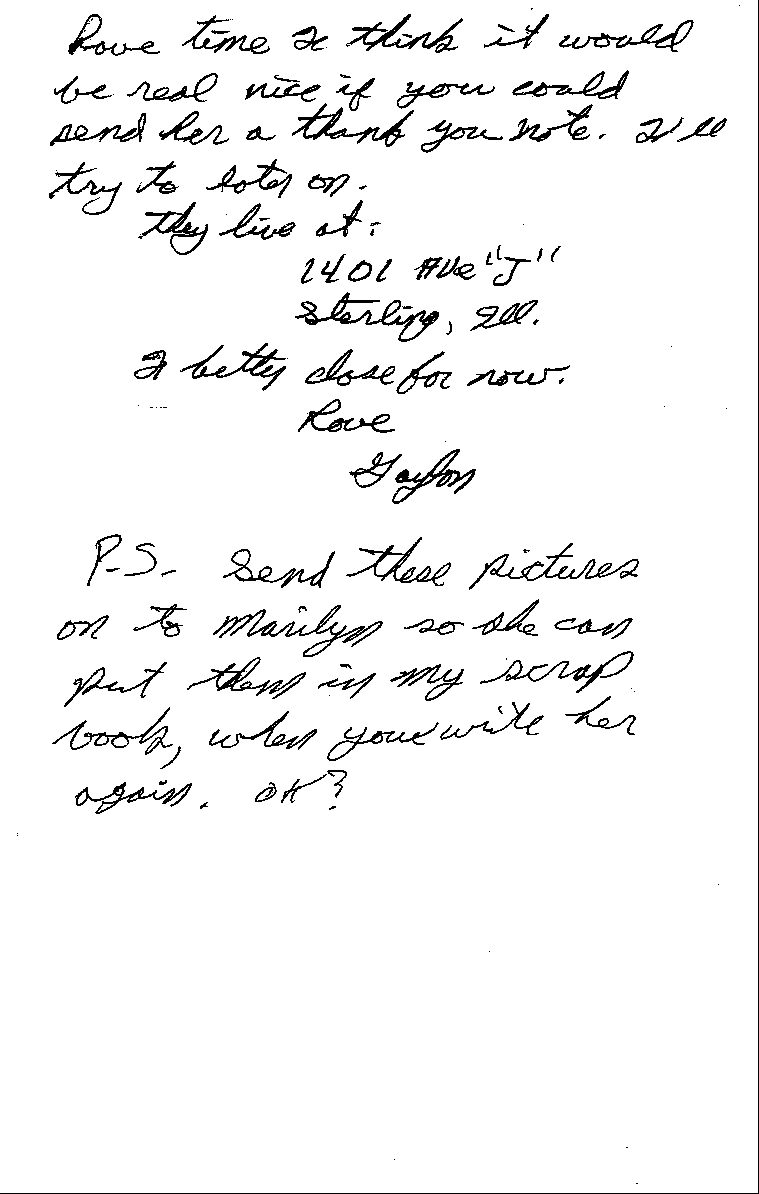 have time I think it would
be real nice if you could
send her a thank you note. I'll
try to later on.
they live at:
1401 Ave "J"
Sterling, Ill.
I better close for now.
Love
Gaylon
P.S. Send these pictures
on to Marilyn so she can
put them in my scrap
book, when you write her
again. OK?